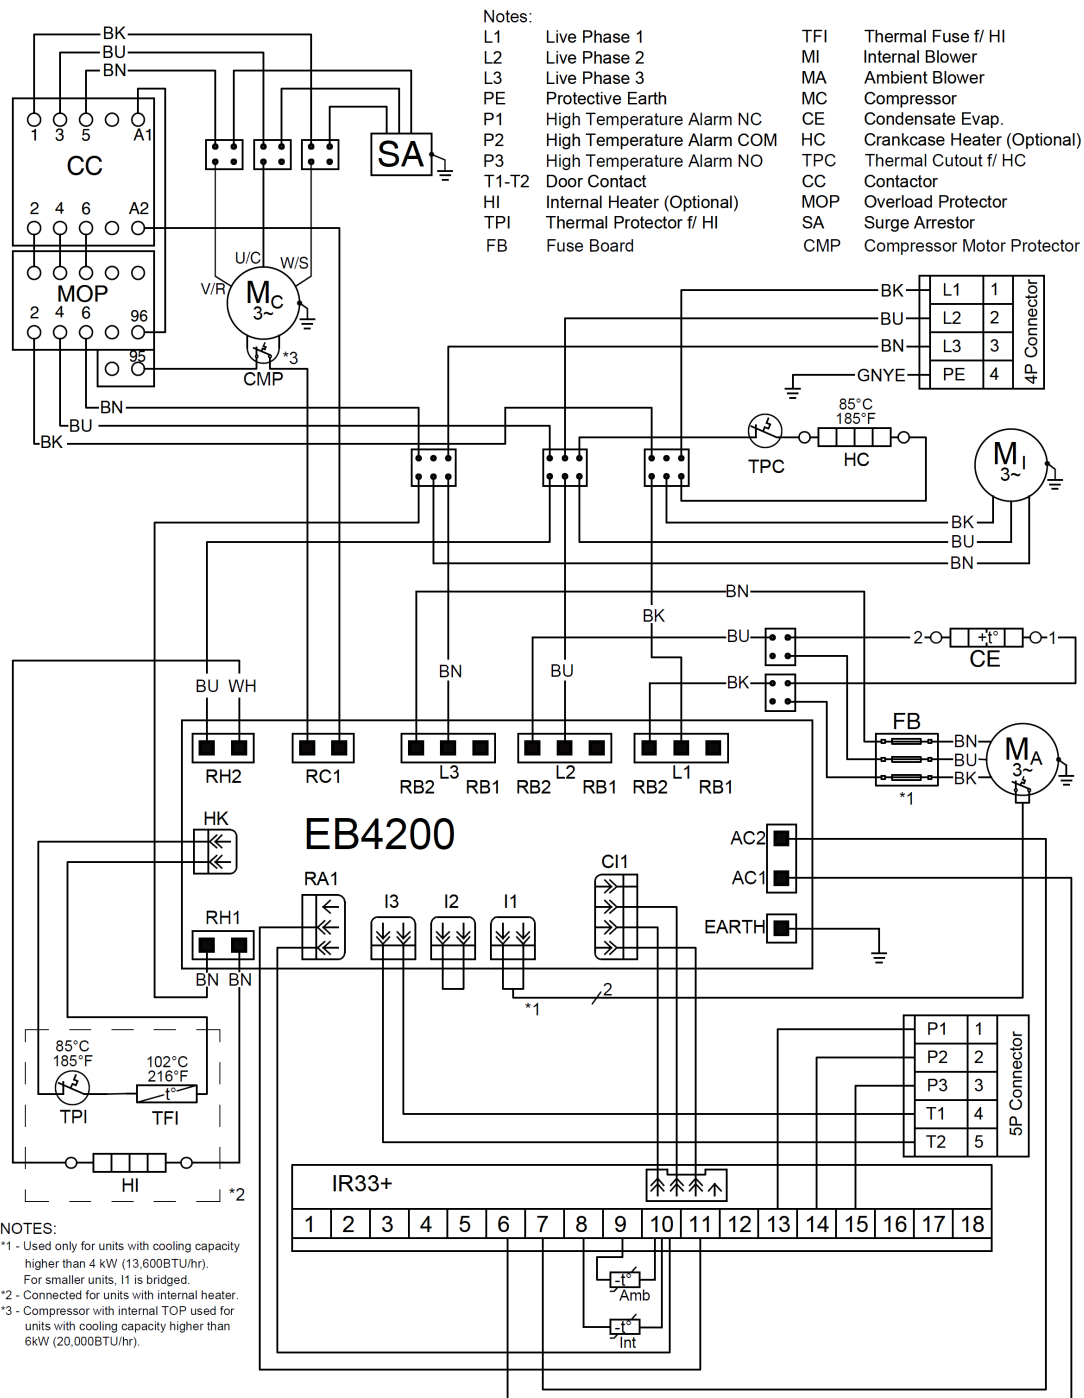 Notes:
L1 Live Phase 1
L2 Live Phase 2
L3 Live Phase 3
PE Protective Earth
P1 High Temperature Alarm NC
P2 High Temperature Alarm COM
P3 High Temperature Alarm NO
T1-T2 Door Contact
HI Internal Heater (Optional)
TPI Thermal Protector f/ HI
FB Fuse Board
TFI Thermal Fuse f/ HI
MI Internal Blower
MA Ambient Blower
MC Compressor
CE Condensate Evap.
HC Crankcase Heater (Optional)
TPC Thermal Cutout f/ HC
CC Contactor
MOP Overload Protector
SA Surge Arrestor
CMP Compressor Motor Protector
BK
BU
BN
1 3 5 A1
CC
2 4 6 A2
MOP
2 4 6 96
95
SA
U/C
V/R
W/S
MC
3~
*3
CMP
BN
BU
BK
BK L1 1
BU L2 2
BN L3 3
GNYE PE 4
4P Connector
85°C
185°F
TPC
HC
MI
3~
BK
BU
BN
BN
BK
BU
2
+t°
1
CE
BN
BU
BK
BU WH
FB
BN
BU
BK
MA
3~
*1
RH2
RC1
L3
RB2 RB1
L2
RB2 RB1
L1
RB2 RB1
HK
EB4200
AC2
AC1
CI1
RA1
I3
I2
I1
RH1
EARTH
BN BN
*1
2
85°C
185°F
102°C
216°F
t°
TPI
TFI
HI
*2
P1 1
P2 2
P3 3
T1 4
T2 5
5P Connector
IR33+
1 2 3 4 5 6 7 8 9 10 11 12 13 14 15 16 17 18
-t°
Amb
-t°
Int
NOTES:
*1 - Used only for units with cooling capacity
higher than 4 kW (13,600BTU/hr).
For smaller units, I1 is bridged.
*2 - Connected for units with internal heater.
*3 - Compressor with internal TOP used for
units with cooling capacity higher than
6kW (20,000BTU/hr).